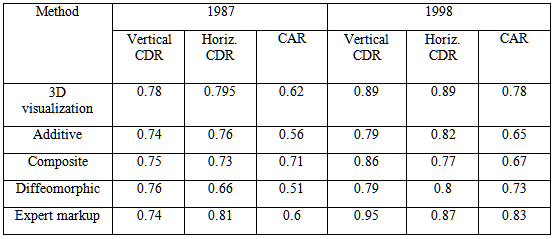 Method 1987 1998
Vertical CDR Horiz. CDR CAR Vertical CDR Horiz. CDR CAR
3D visualization 0.78 0.795 0.62 0.89 0.89 0.78
Additive 0.74 0.76 0.56 0.79 0.82 0.65
Composite 0.75 0.73 0.71 0.86 0.77 0.67
Diffeomorphic 0.76 0.66 0.51 0.79 0.8 0.73
Expert markup 0.74 0.81 0.6 0.95 0.87 0.83